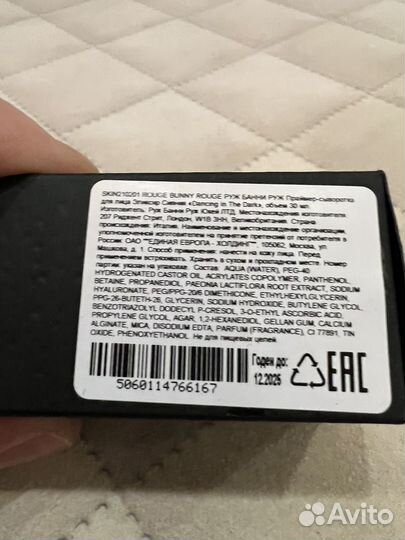 SKIN210201 ROUGE BUNNY ROUGE РУЖ БАННИ РУЖ Праймер-сыворотка
для лица Эликсир Сияния «Dancing In The Dark», объем 30 мл.
Изготовитель: Руж Банни Руж Юкей ЛТД. Местонахождение изготовителя
207 Риджент Стрит, Лондон, W1B 3HH, Великобритания. Страна
происхождения: Италия. Наименование и местонахождение организации,
уполномоченной изготовителем на принятие претензий от потребителя в
России: ОАО ""ЕДИНАЯ ЕВРОПА - ХОЛДИНГ"", 105062, Москва, ул
Машкова, д. 1. Способ применения: нанести на кожу лица. Перед
применением встряхивать. Хранить в сухом и прохладном месте. Номер
партии: указан на упаковке. Состав: AQUA (WATER), PEG-40
HYDROGENATED CASTOR OIL, ACRYLATES COPOLYMER, PANTHENOL,
BETAINE, PROPANEDIOL, PAEONIA LACTIFLORA ROOT EXTRACT, SODIUM
HYALURONATE, PEG/PPG-20/6 DIMETHICONE, ETHYLHEXYLGLYCERIN,
PPG-26-BUTETH-26, GLYCERIN, SODIUM HYDROXIDE, BUTYLENE GLYCOL,
BENZOTRIAZOLYL DODECYL P-CRESOL, 3-O-ETHYL ASCORBIC ACID,
PROPYLENE GLYCOL, AGAR, 1,2-HEXANEDIOL, GELLAN GUM, CALCIUM
ALGINATE, MICA, DISODIUM EDTA, PARFUM (FRAGRANCE), CI 77891, TIN
OXIDE, PHENOXYETHANOL. Не для пищевых целей.
Годен до:
12.2025
EAC
5060114766167
Avito